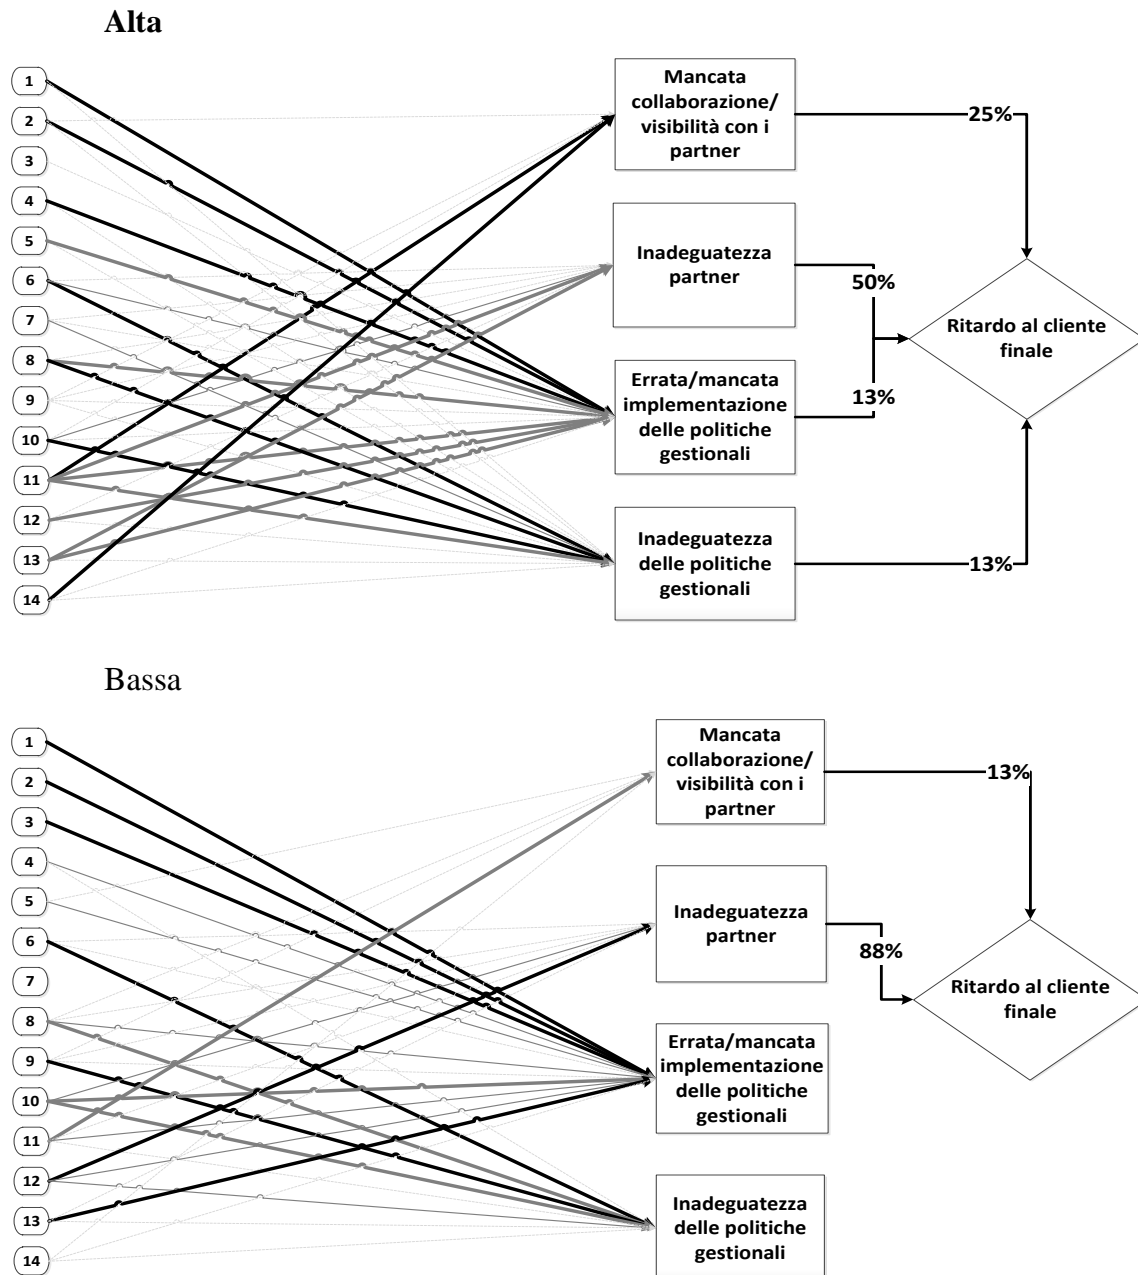 Alta
1
2
3
4
5
6
7
8
9
10
11
12
13
14
Mancata
collaborazione/
visibilità con i
partner
Inadeguatezza
partner
Errata/mancata
implementazione
delle politiche
gestionali
Inadeguatezza
delle politiche
gestionali
25%
50%
13%
13%
Ritardo al cliente
finale
Bassa
1
2
3
4
5
6
7
8
9
10
11
12
13
14
Mancata
collaborazione/
visibilità con i
partner
Inadeguatezza
partner
Errata/mancata
implementazione
delle politiche
gestionali
Inadeguatezza
delle politiche
gestionali
13%
88%
Ritardo al cliente
finale